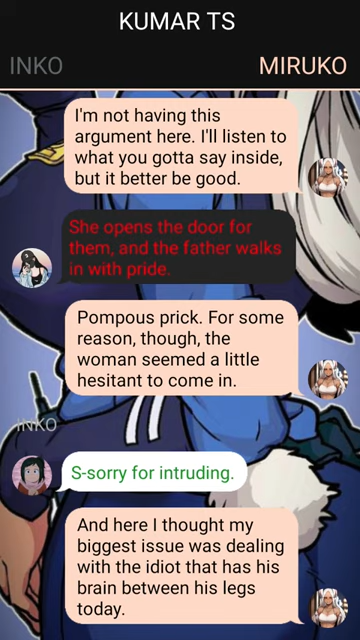 KUMAR TS
INKO
MIRUKO
I'm not having this
argument here. I'll listen to
what you gotta say inside,
but it better be good.
She opens the door for
them, and the father walks
in with pride.
Pompous prick. For some
reason, though, the
woman seemed a little
hesitant to come in.
INKO
S-sorry for intruding.
And here I thought my
biggest issue was dealing
with the idiot that has his
brain between his legs
today.